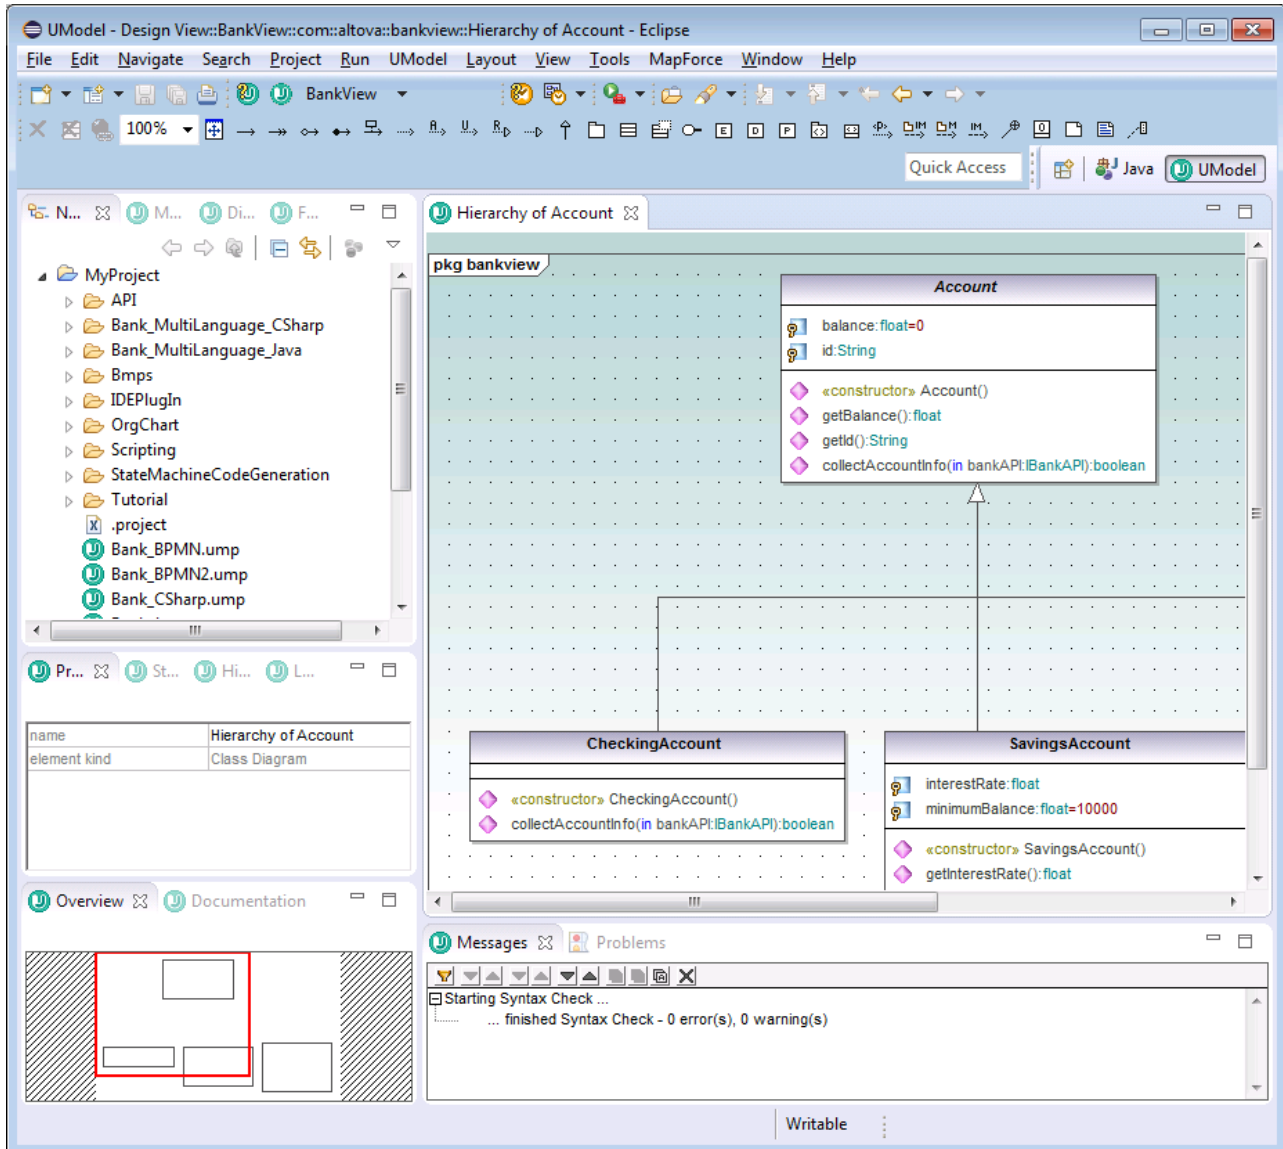 UModel - Design View::BankView::com::altova::bankview::Hierarchy of Account - Eclipse
File Edit Navigate Search Project Run UModel Layout View Tools MapForce Window Help
BankView
100%
Quick Access
Java
UModel
N...
M...
Di...
F...
MyProject
API
Bank_MultiLanguage_CSharp
Bank_MultiLanguage_Java
Bmps
IDEPlugIn
OrgChart
Scripting
StateMachineCodeGeneration
Tutorial
.project
Bank_BPMN.ump
Bank_BPMN2.ump
Bank_CSharp.ump
Pr...
St...
Hi...
L...
name Hierarchy of Account
element kind Class Diagram
Overview
Documentation
Hierarchy of Account
pkg bankview
Account
balance:float=0
id:String
«constructor» Account()
getBalance():float
getId():String
collectAccountInfo(in bankAPI:IBankAPI):boolean
CheckingAccount
«constructor» CheckingAccount()
collectAccountInfo(in bankAPI:IBankAPI):boolean
SavingsAccount
interestRate:float
minimumBalance:float=10000
«constructor» SavingsAccount()
getInterestRate():float
Messages
Problems
Starting Syntax Check ...
... finished Syntax Check - 0 error(s), 0 warning(s)
Writable